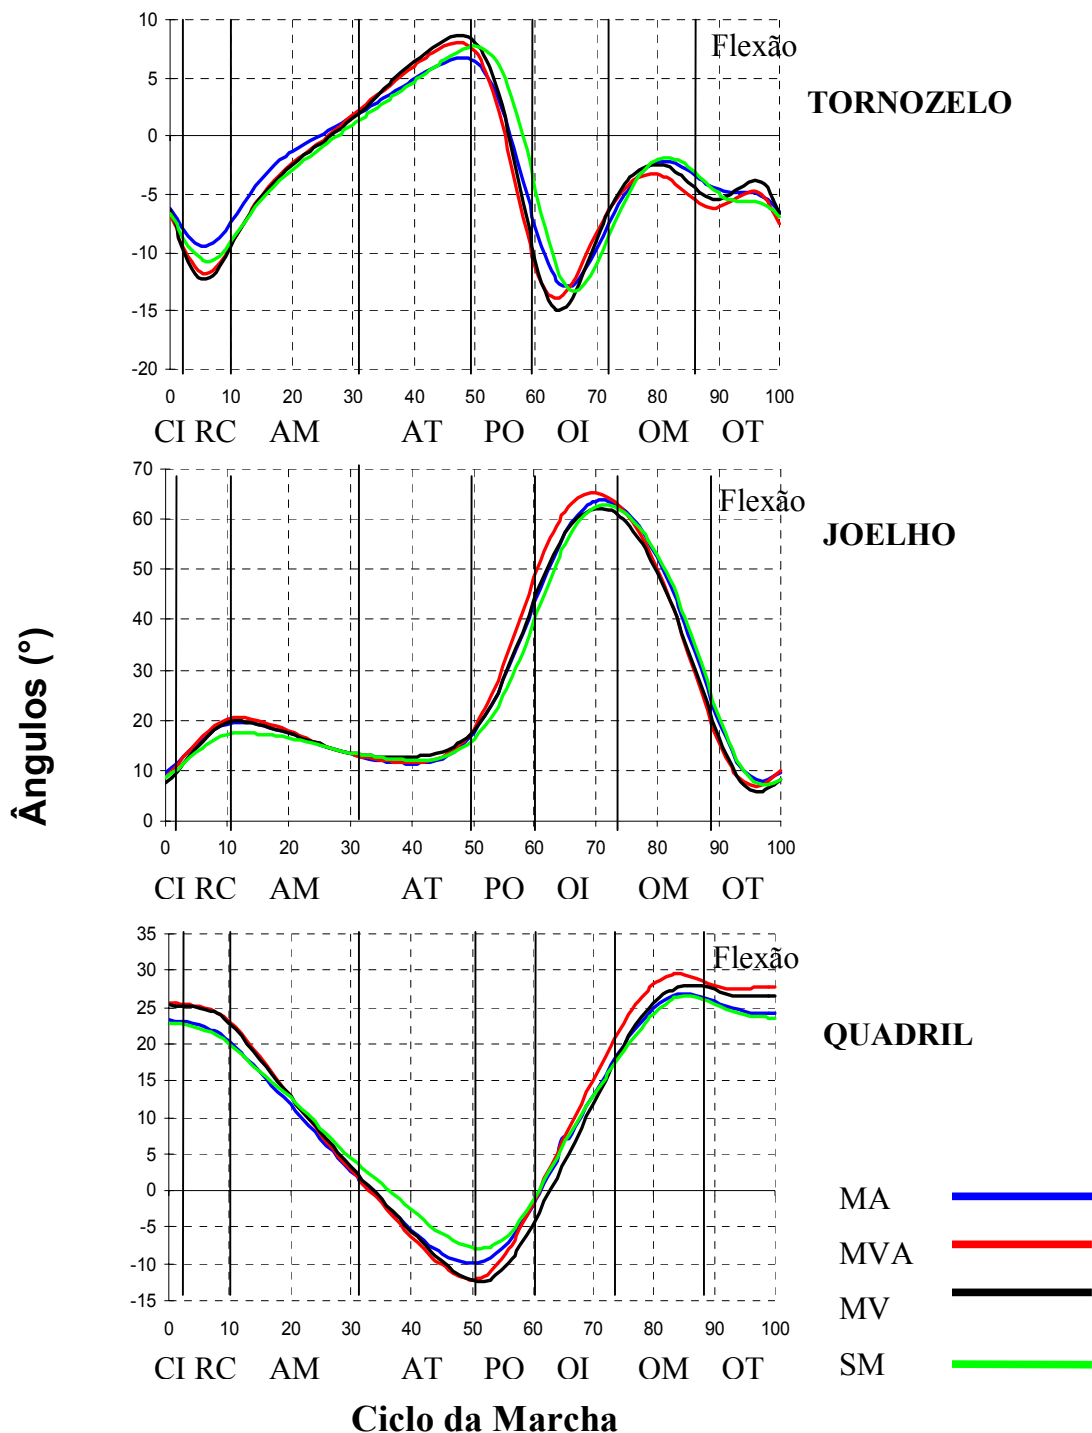 10
5
0
-5
-10
-15
-20
Flexão
TORNOZELO
0 10 20 30 40 50 60 70 80 90 100
CI RC AM AT PO OI OM OT
70
60
50
40
30
20
10
0
Flexão
JOELHO
Ângulos (°)
0 10 20 30 40 50 60 70 80 90 100
CI RC AM AT PO OI OM OT
35
30
25
20
15
10
5
0
-5
-10
-15
Flexão
QUADRIL
0 10 20 30 40 50 60 70 80 90 100
CI RC AM AT PO OI OM OT
Ciclo da Marcha
MA
MVA
MV
SM